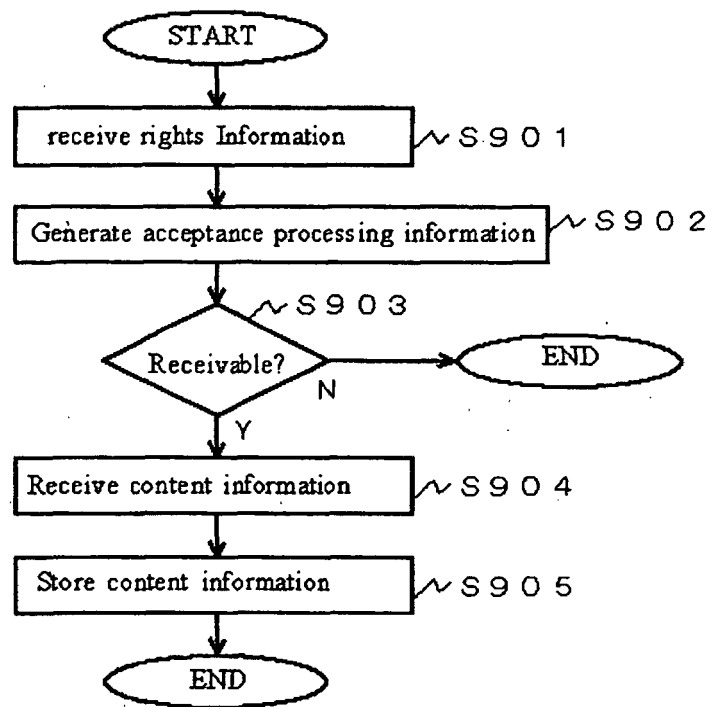 START
receive rights Information
S901
Generate acceptance processing information
S902
S903
Receivable?
N
END
Y
Receive content information
S904
Store content information
S905
END